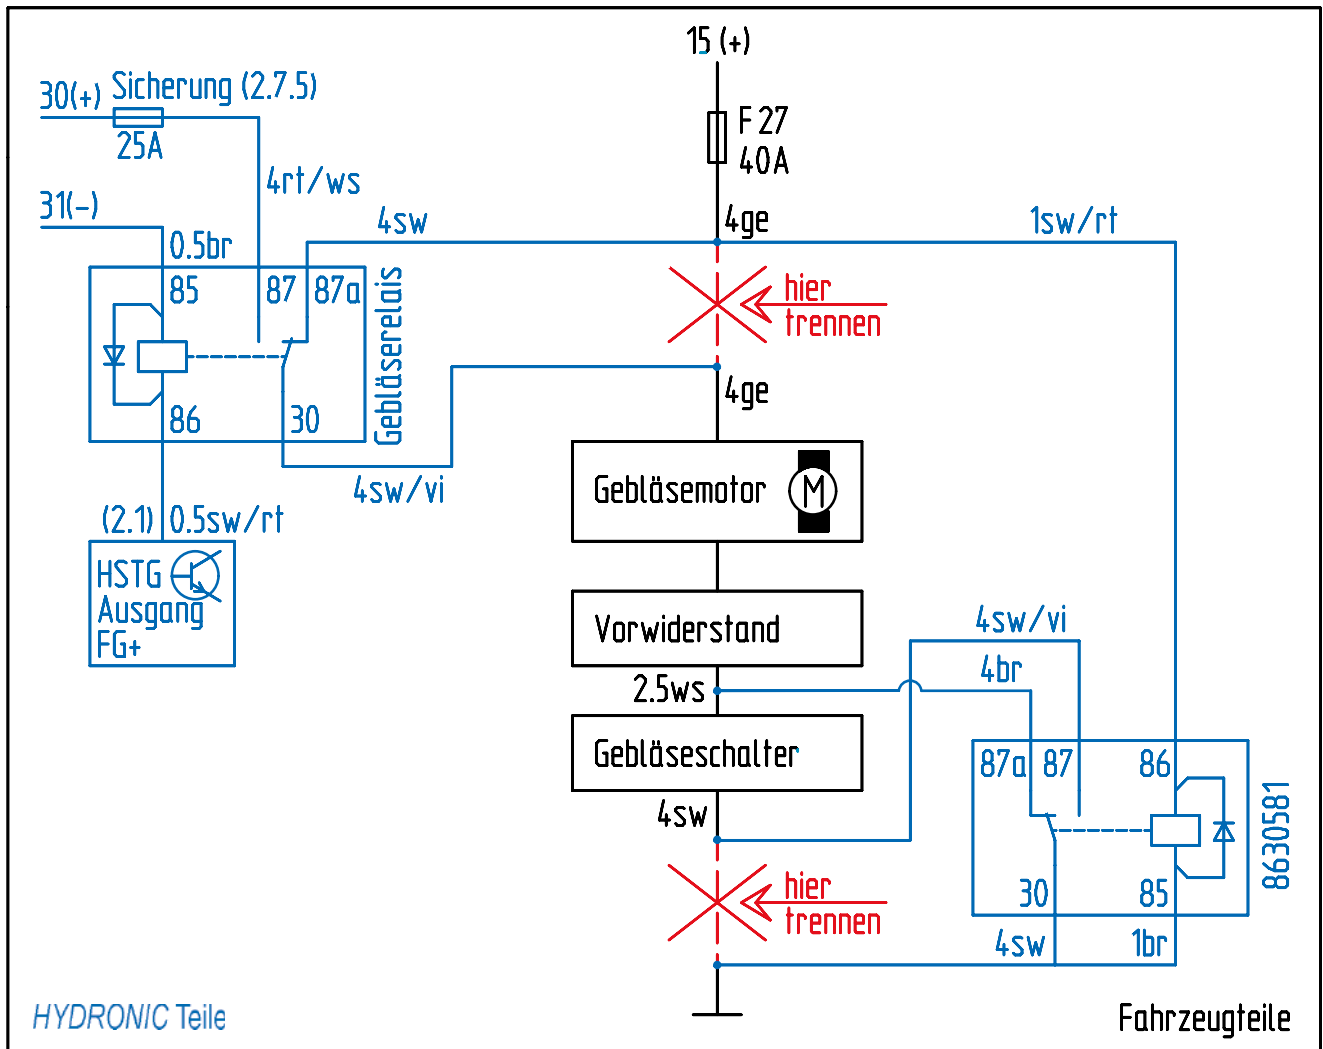 15 (+)
30(+) Sicherung (2.7.5)
25A
F 27
40A
4rt/ws
31(-)
0.5br
4sw
4ge
1sw/rt
85 87 87a
hier
trennen
Gebläserelais
86 30
4ge
4sw/vi
Gebläsemotor M
(2.1) 0.5sw/rt
HSTG
Ausgang
FG+
Vorwiderstand
4sw/vi
4br
2.5ws
Gebläseschalter
87a 87 86
4sw
8630581
hier
trennen
30 85
4sw 1br
HYDRONIC Teile
Fahrzeugteile